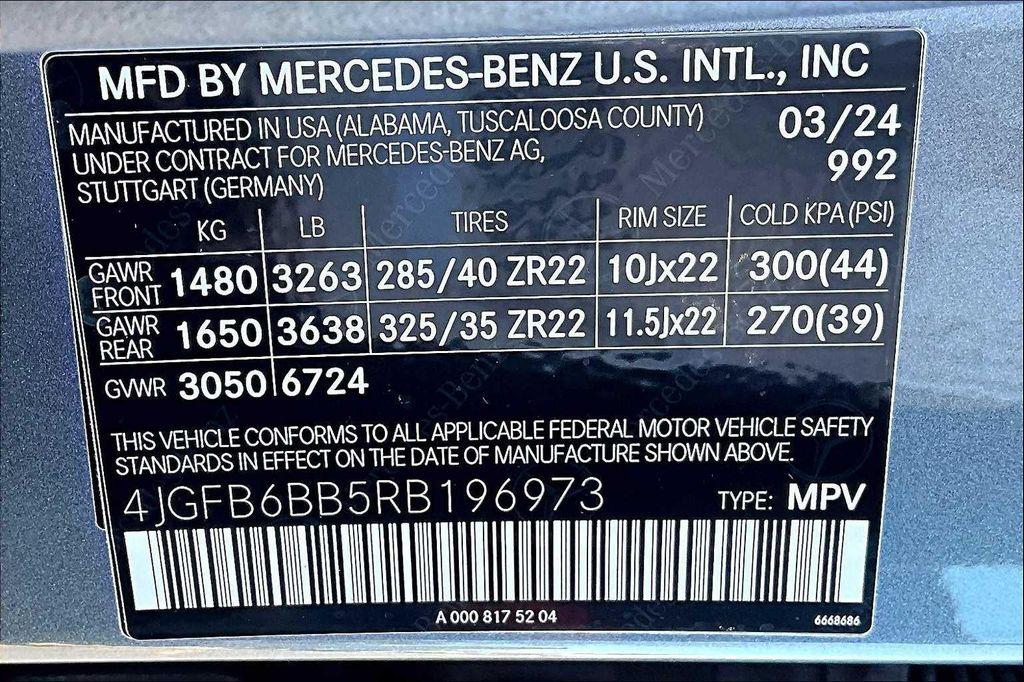 MFD BY MERCEDES-BENZ U.S. INTL., INC
MANUFACTURED IN USA (ALABAMA, TUSCALOOSA COUNTY) 03/24
UNDER CONTRACT FOR MERCEDES-BENZ AG, 992
STUTTGART (GERMANY)
KG LB TIRES RIM SIZE COLD KPA (PSI)
GAWR FRONT 1480 3263 285/40 ZR22 10Jx22 300(44)
GAWR REAR 1650 3638 325/35 ZR22 11.5Jx22 270(39)
GVWR 3050 6724
THIS VEHICLE CONFORMS TO ALL APPLICABLE FEDERAL MOTOR VEHICLE SAFETY
STANDARDS IN EFFECT ON THE DATE OF MANUFACTURE SHOWN ABOVE.
4JGFB6BB5RB196973 TYPE: MPV
A 000 817 52 04 6668686